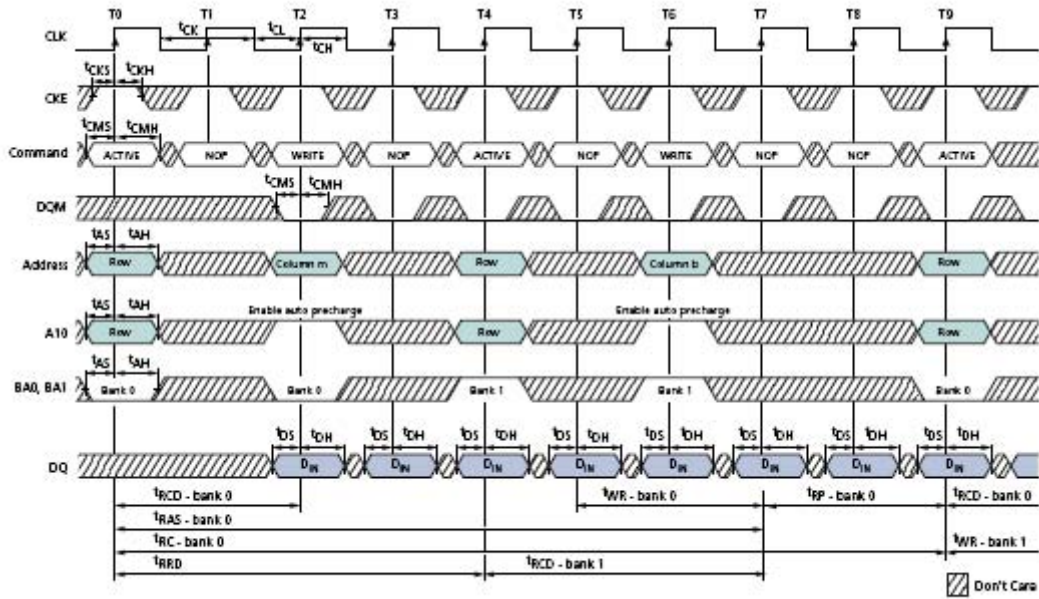 T0 T1 T2 T3 T4 T5 T6 T7 T8 T9
CLK tCK tCL tCH
tCKS tCKH
CKE
tCMS tCMH
Command ACTIVE NOP WRITE NOP ACTIVE NOP WRITE NOP NOP ACTIVE
tCMS tCMH
DQM
tAS tAH
Address Row Column m Row Column b Row
tAS tAH Enable auto precharge Enable auto precharge
A10 Row Row Row
tAS tAH
BA0, BA1 Bank 0 Bank 0 Bank 1 Bank 1 Bank 0
tDS tDH tDS tDH tDS tDH tDS tDH tDS tDH tDS tDH tDS tDH tDS tDH
DQ DIN DIN DIN DIN DIN DIN DIN DIN
tRCD - bank 0 tWR - bank 0 tRP - bank 0 tRCD - bank 0
tRAS - bank 0
tRC - bank 0 tWR - bank 1
tRRD tRCD - bank 1
Don't Care